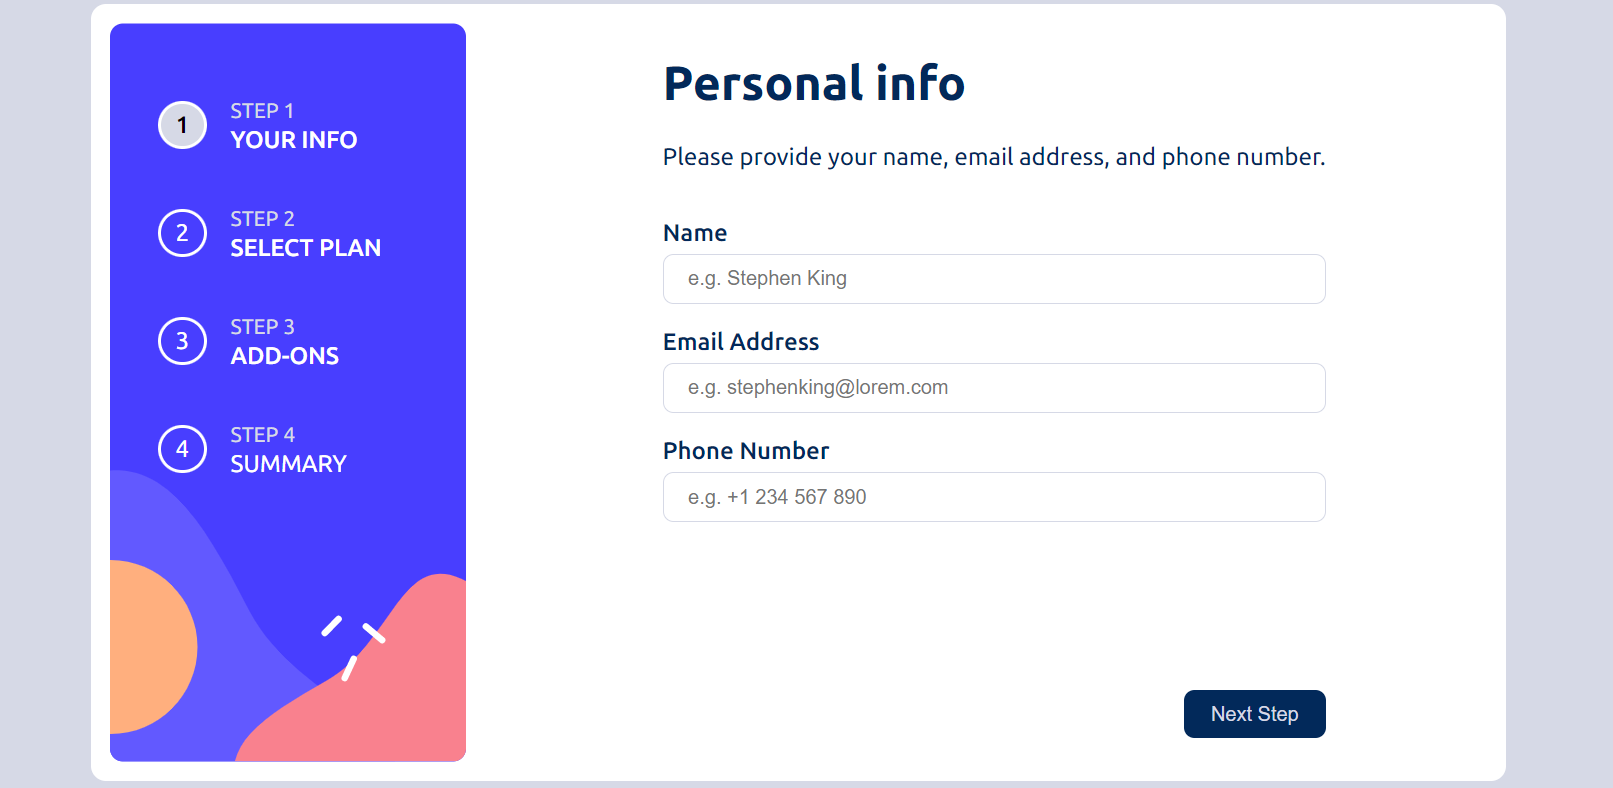 1
STEP 1
YOUR INFO
2
STEP 2
SELECT PLAN
3
STEP 3
ADD-ONS
4
STEP 4
SUMMARY
Personal info
Please provide your name, email address, and phone number.
Name
e.g. Stephen King
Email Address
e.g. stephenking@lorem.com
Phone Number
e.g. +1 234 567 890
Next Step